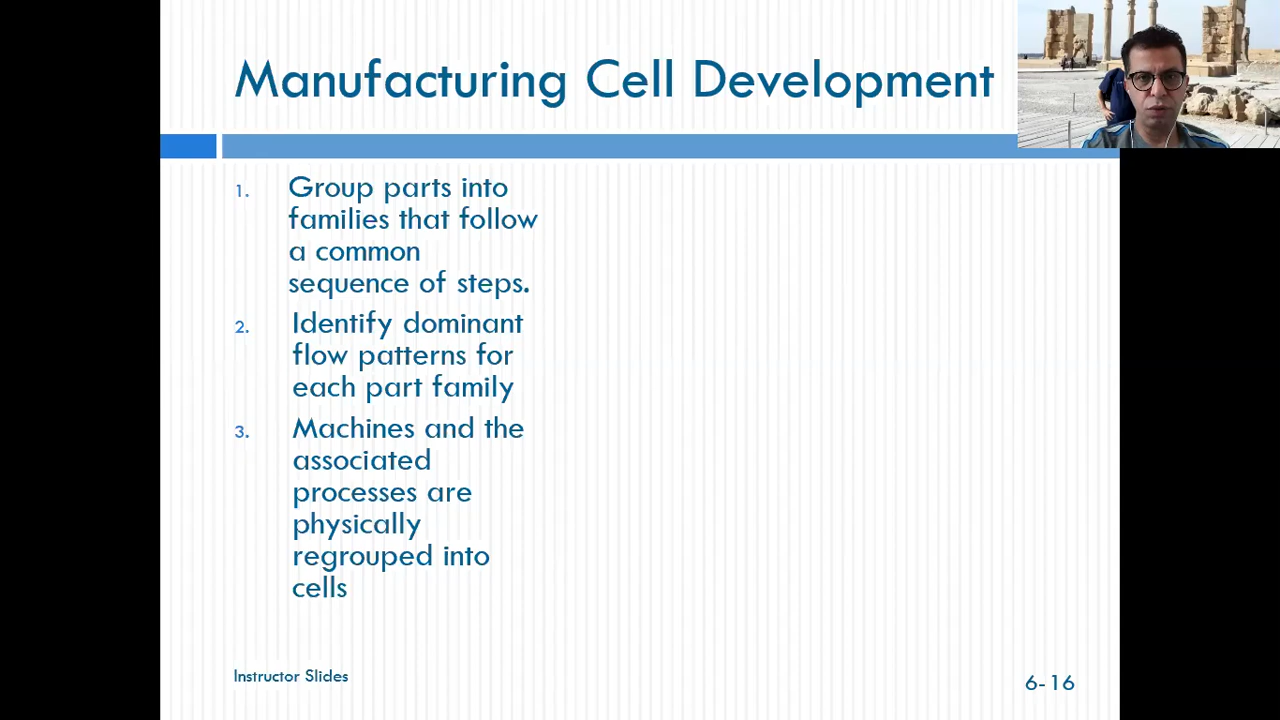 Manufacturing Cell Development
1. Group parts into
families that follow
a common
sequence of steps.
2. Identify dominant
flow patterns for
each part family
3. Machines and the
associated
processes are
physically
regrouped into
cells
Instructor Slides
6-16